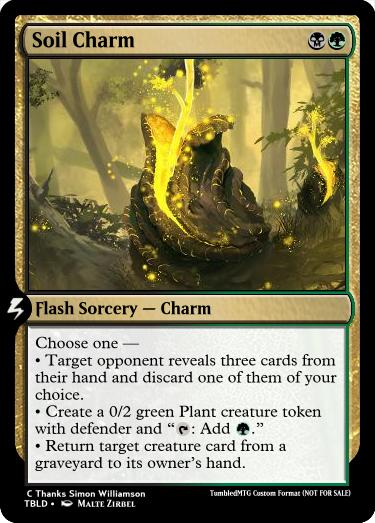 Soil Charm
Flash Sorcery — Charm
Choose one —
• Target opponent reveals three cards from
their hand and discard one of them of your
choice.
• Create a 0/2 green Plant creature token
with defender and “: Add .”
• Return target creature card from a
graveyard to its owner's hand.
C Thanks Simon Williamson
TBLD • Malte Zirbel
TumbledMTG Custom Format (NOT FOR SALE)